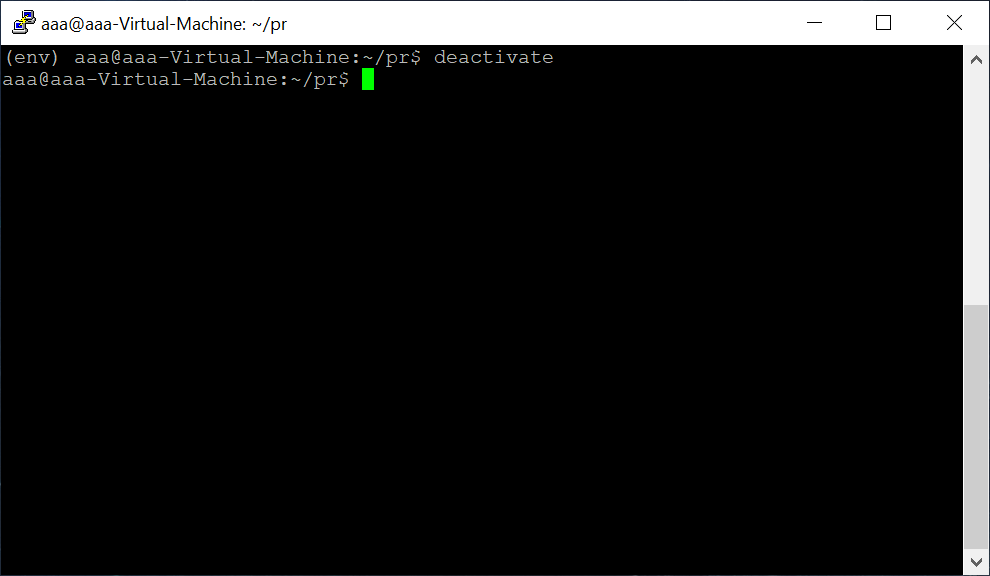 aaa@aaa-Virtual-Machine: ~/pr
(env) aaa@aaa-Virtual-Machine:~/pr$ deactivate
aaa@aaa-Virtual-Machine:~/pr$